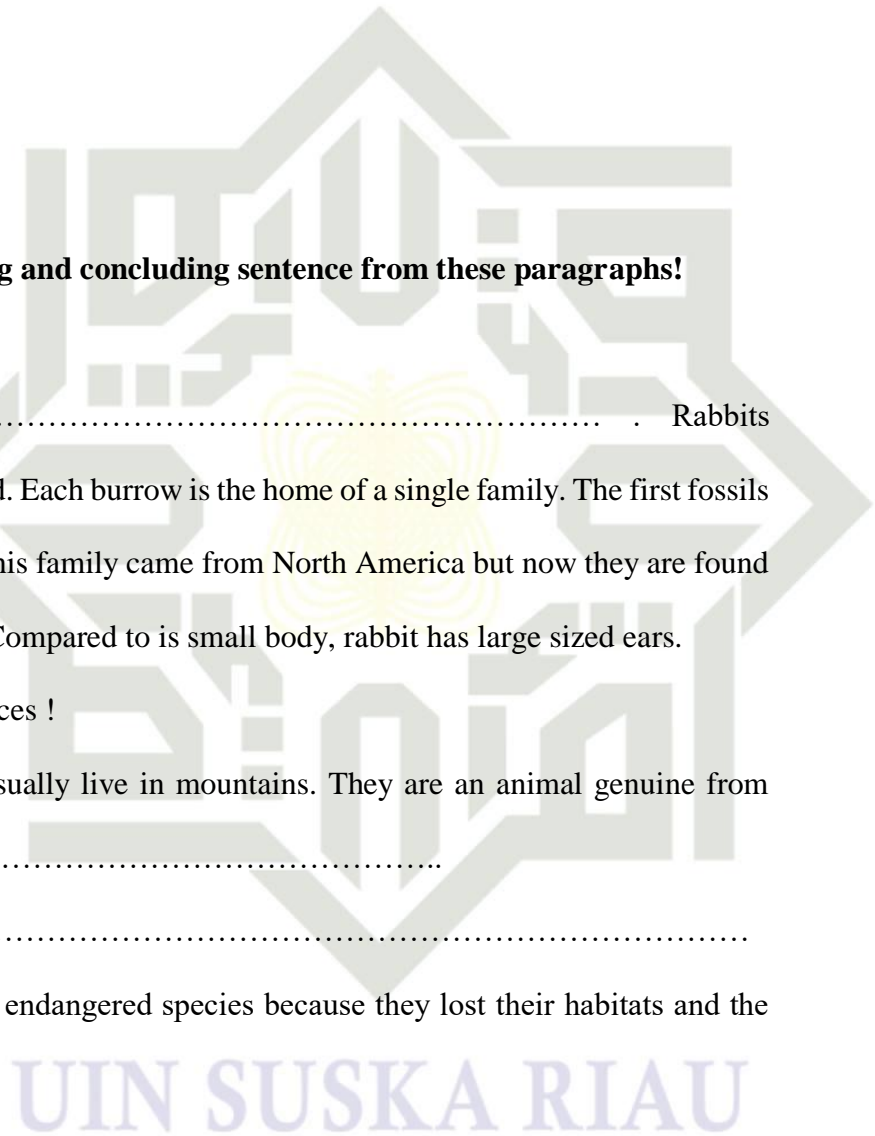 g and concluding sentence from these paragraphs!
…………………………………………………… . Rabbits
d. Each burrow is the home of a single family. The first fossils
his family came from North America but now they are found
Compared to is small body, rabbit has large sized ears.
ces !
sually live in mountains. They are an animal genuine from
……………………………………..
………………………………………………………………
endangered species because they lost their habitats and the
UIN SUSKA RIAU